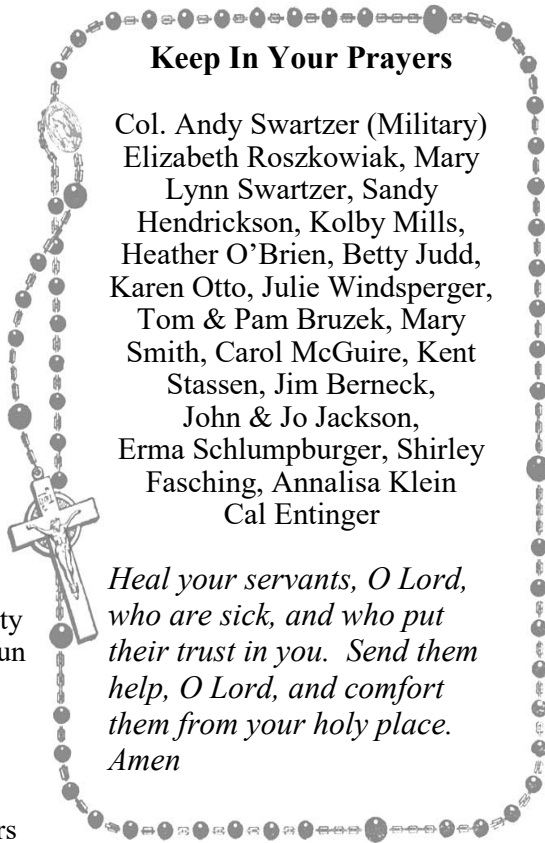 Keep In Your Prayers
Col. Andy Swartzer (Military)
Elizabeth Roszkowiak, Mary
Lynn Swartzer, Sandy
Hendrickson, Kolby Mills,
Heather O’Brien, Betty Judd,
Karen Otto, Julie Windsperger,
Tom & Pam Bruzek, Mary
Smith, Carol McGuire, Kent
Stassen, Jim Berneck,
John & Jo Jackson,
Erma Schlumpburger, Shirley
Fasching, Annalisa Klein
Cal Entinger
Heal your servants, O Lord,
who are sick, and who put
their trust in you.  Send them
help, O Lord, and comfort
them from your holy place.
Amen